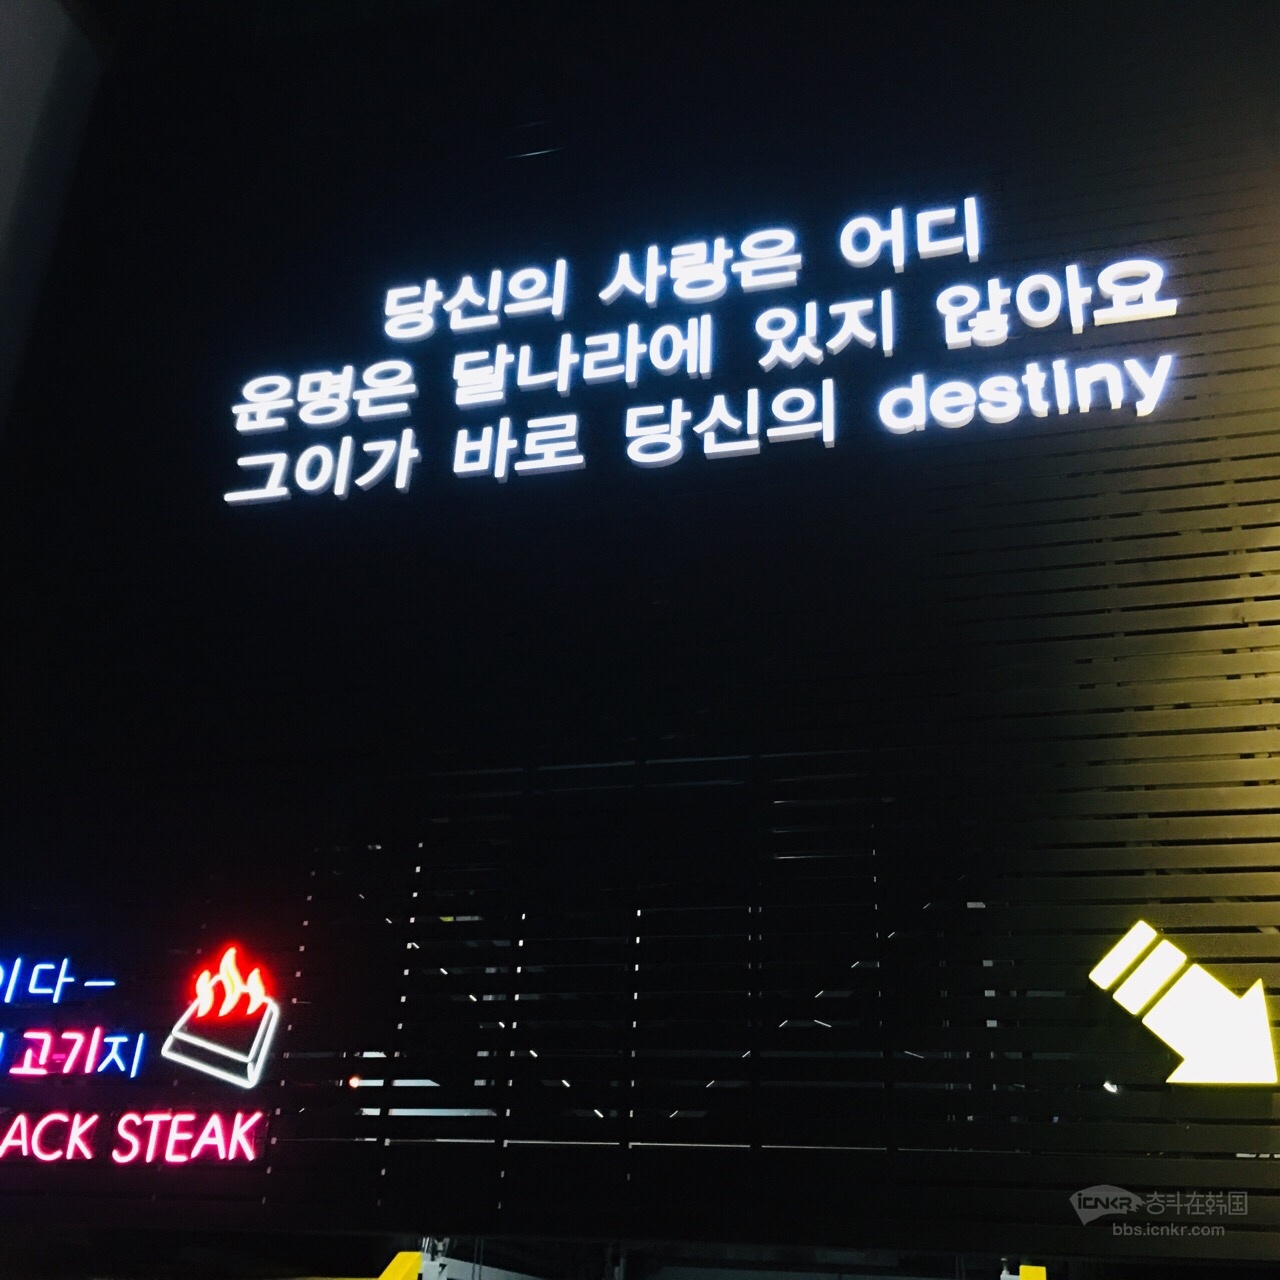 당신의 사랑은 어디
운명은 달나라에 있지 않아요
그이가 바로 당신의 destiny
이다-
고기지
ACK STEAK
ICNKR 奋斗在韩国
bbs.icnkr.com